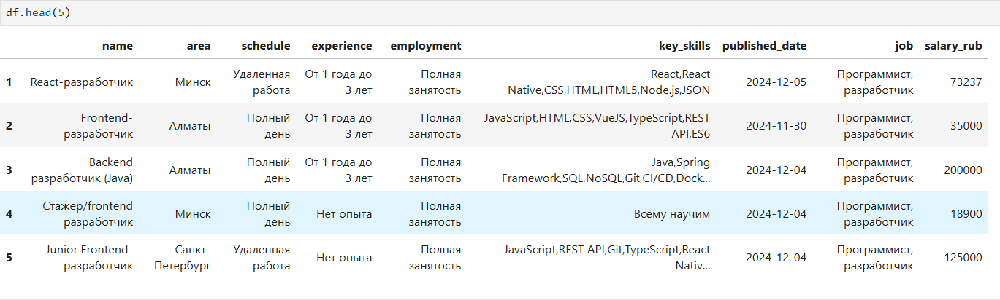 df.head(5)
name area schedule experience employment key_skills published_date job salary_rub
1 React-разработчик Минск Удаленная работа От 1 года до 3 лет Полная занятость React,React Native,CSS,HTML,HTML5,Node.js,JSON 2024-12-05 Программист, разработчик 73237
2 Frontend-разработчик Алматы Полный день От 1 года до 3 лет Полная занятость JavaScript,HTML,CSS,VueJS,TypeScript,REST API,ES6 2024-11-30 Программист, разработчик 35000
3 Backend разработчик (Java) Алматы Полный день От 1 года до 3 лет Полная занятость Java,Spring Framework,SQL,NoSQL,Git,CI/CD,Dock... 2024-12-04 Программист, разработчик 200000
4 Стажер/frontend разработчик Минск Полный день Нет опыта Полная занятость Всему научим 2024-12-04 Программист, разработчик 18900
5 Junior Frontend-разработчик Санкт-Петербург Удаленная работа Нет опыта Полная занятость JavaScript,REST API,Git,TypeScript,React Nativ... 2024-12-04 Программист, разработчик 125000